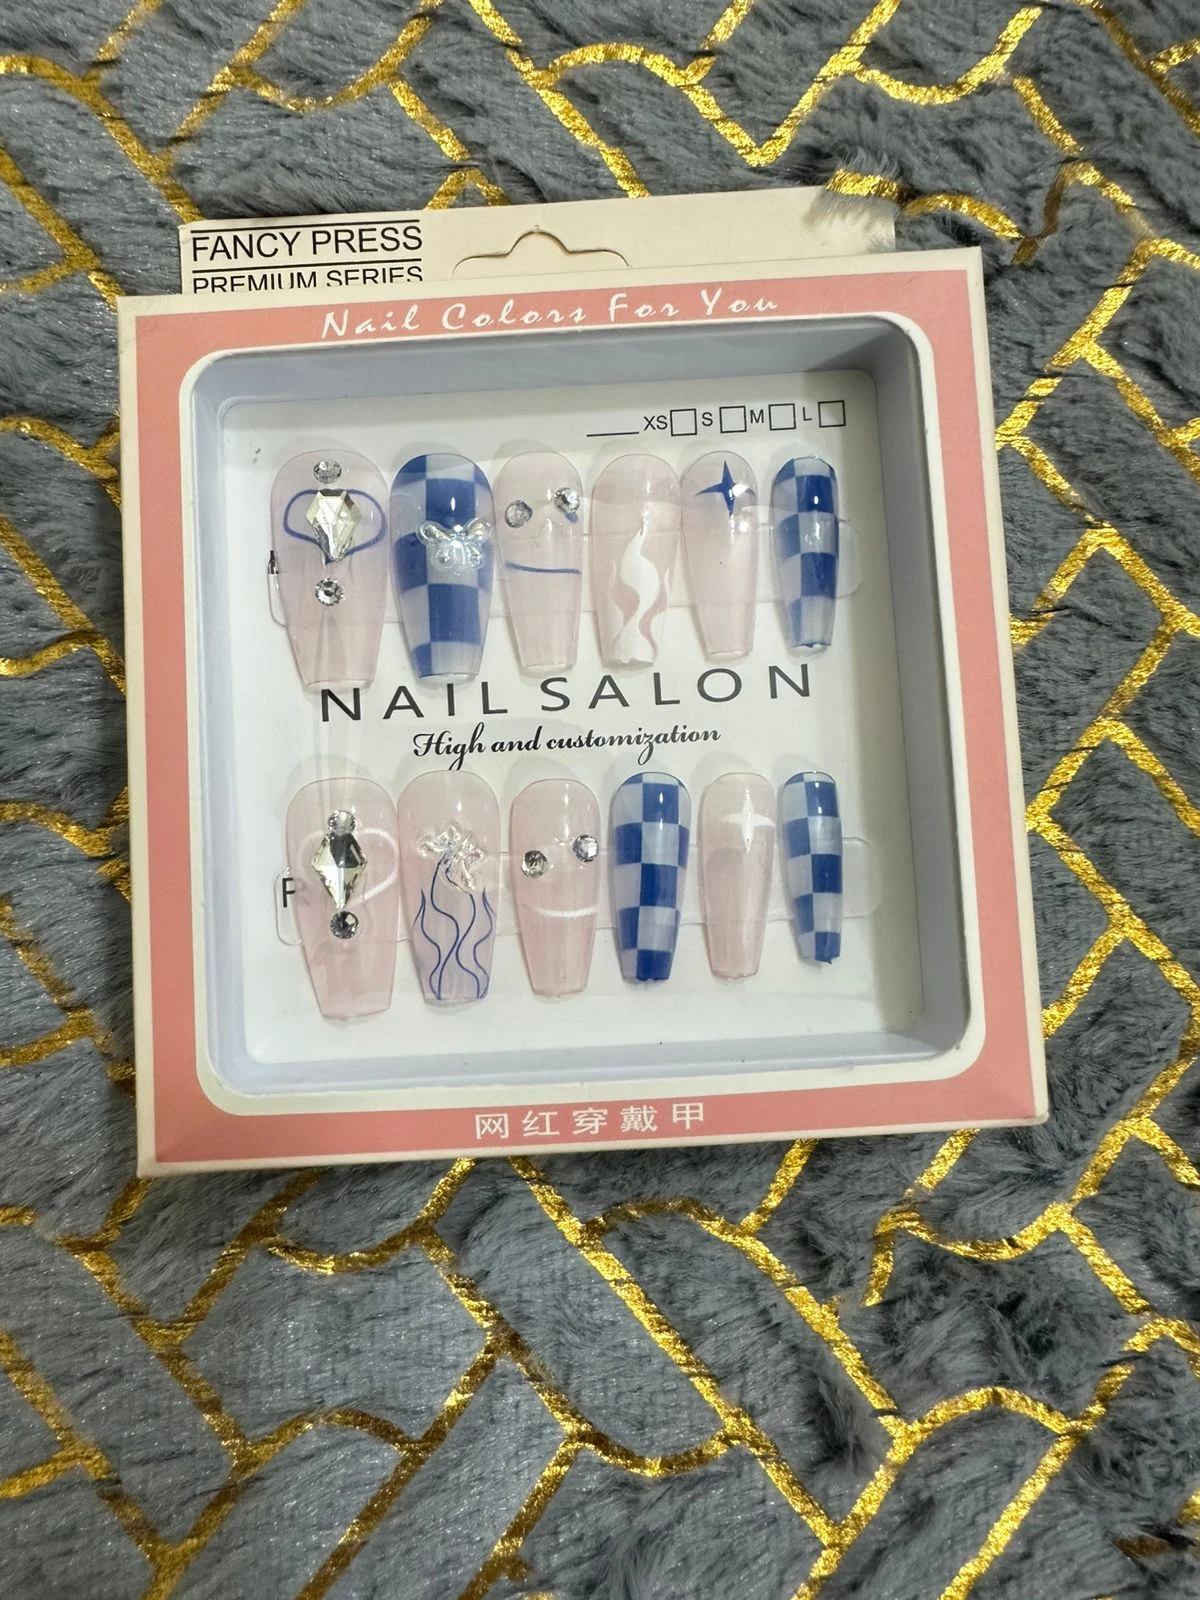 FANCY PRESS
PREMIUM SERIES
Nail Colors For You
XS S M L
NAIL SALON
High and customization
R
网红穿戴甲